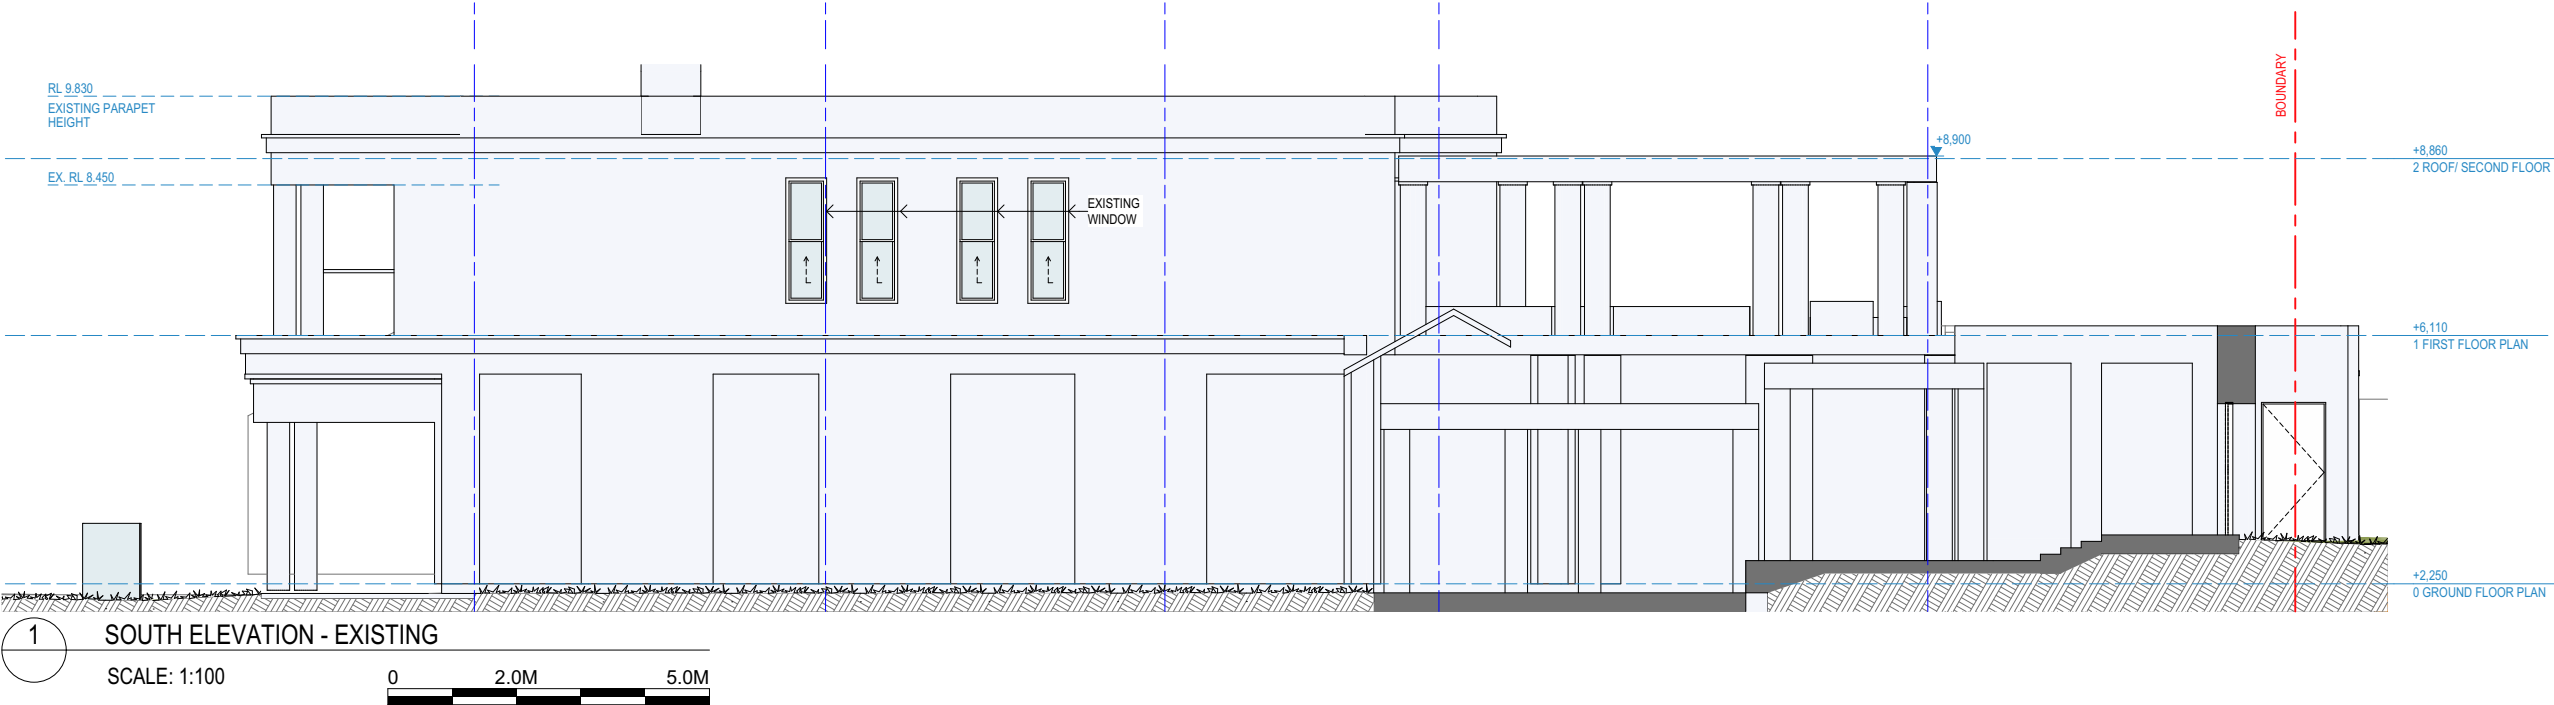 RL 9.830
EXISTING PARAPET
HEIGHT
EX. RL 8.450
EXISTING
WINDOW
+8,900
BOUNDARY
+8,860
2 ROOF/ SECOND FLOOR
+6,110
1 FIRST FLOOR PLAN
+2,250
0 GROUND FLOOR PLAN
1
SOUTH ELEVATION - EXISTING
SCALE: 1:100
0 2.0M 5.0M